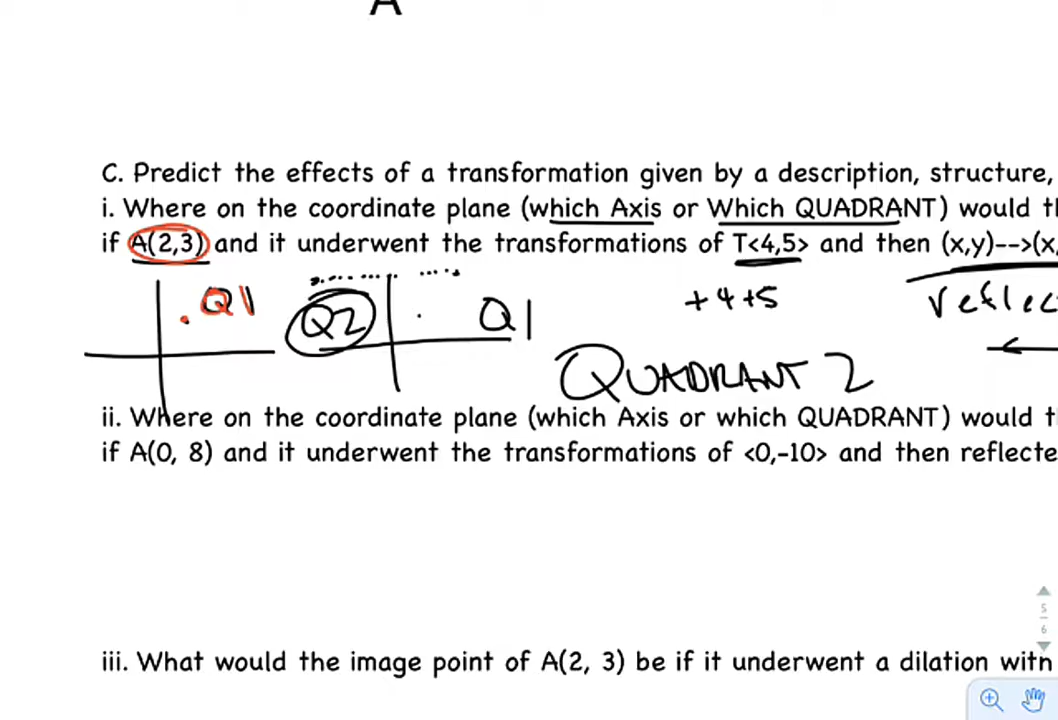 A
C. Predict the effects of a transformation given by a description, structure,
i. Where on the coordinate plane (which Axis or Which QUADRANT) would th
if A(2,3) and it underwent the transformations of T<4,5> and then (x,y)-->(x,
Q1 Q2 Q1 +4+5 reflec
QUADRANT 2
ii. Where on the coordinate plane (which Axis or which QUADRANT) would t
if A(0, 8) and it underwent the transformations of <0,-10> and then reflecte
5
6
iii. What would the image point of A(2, 3) be if it underwent a dilation with